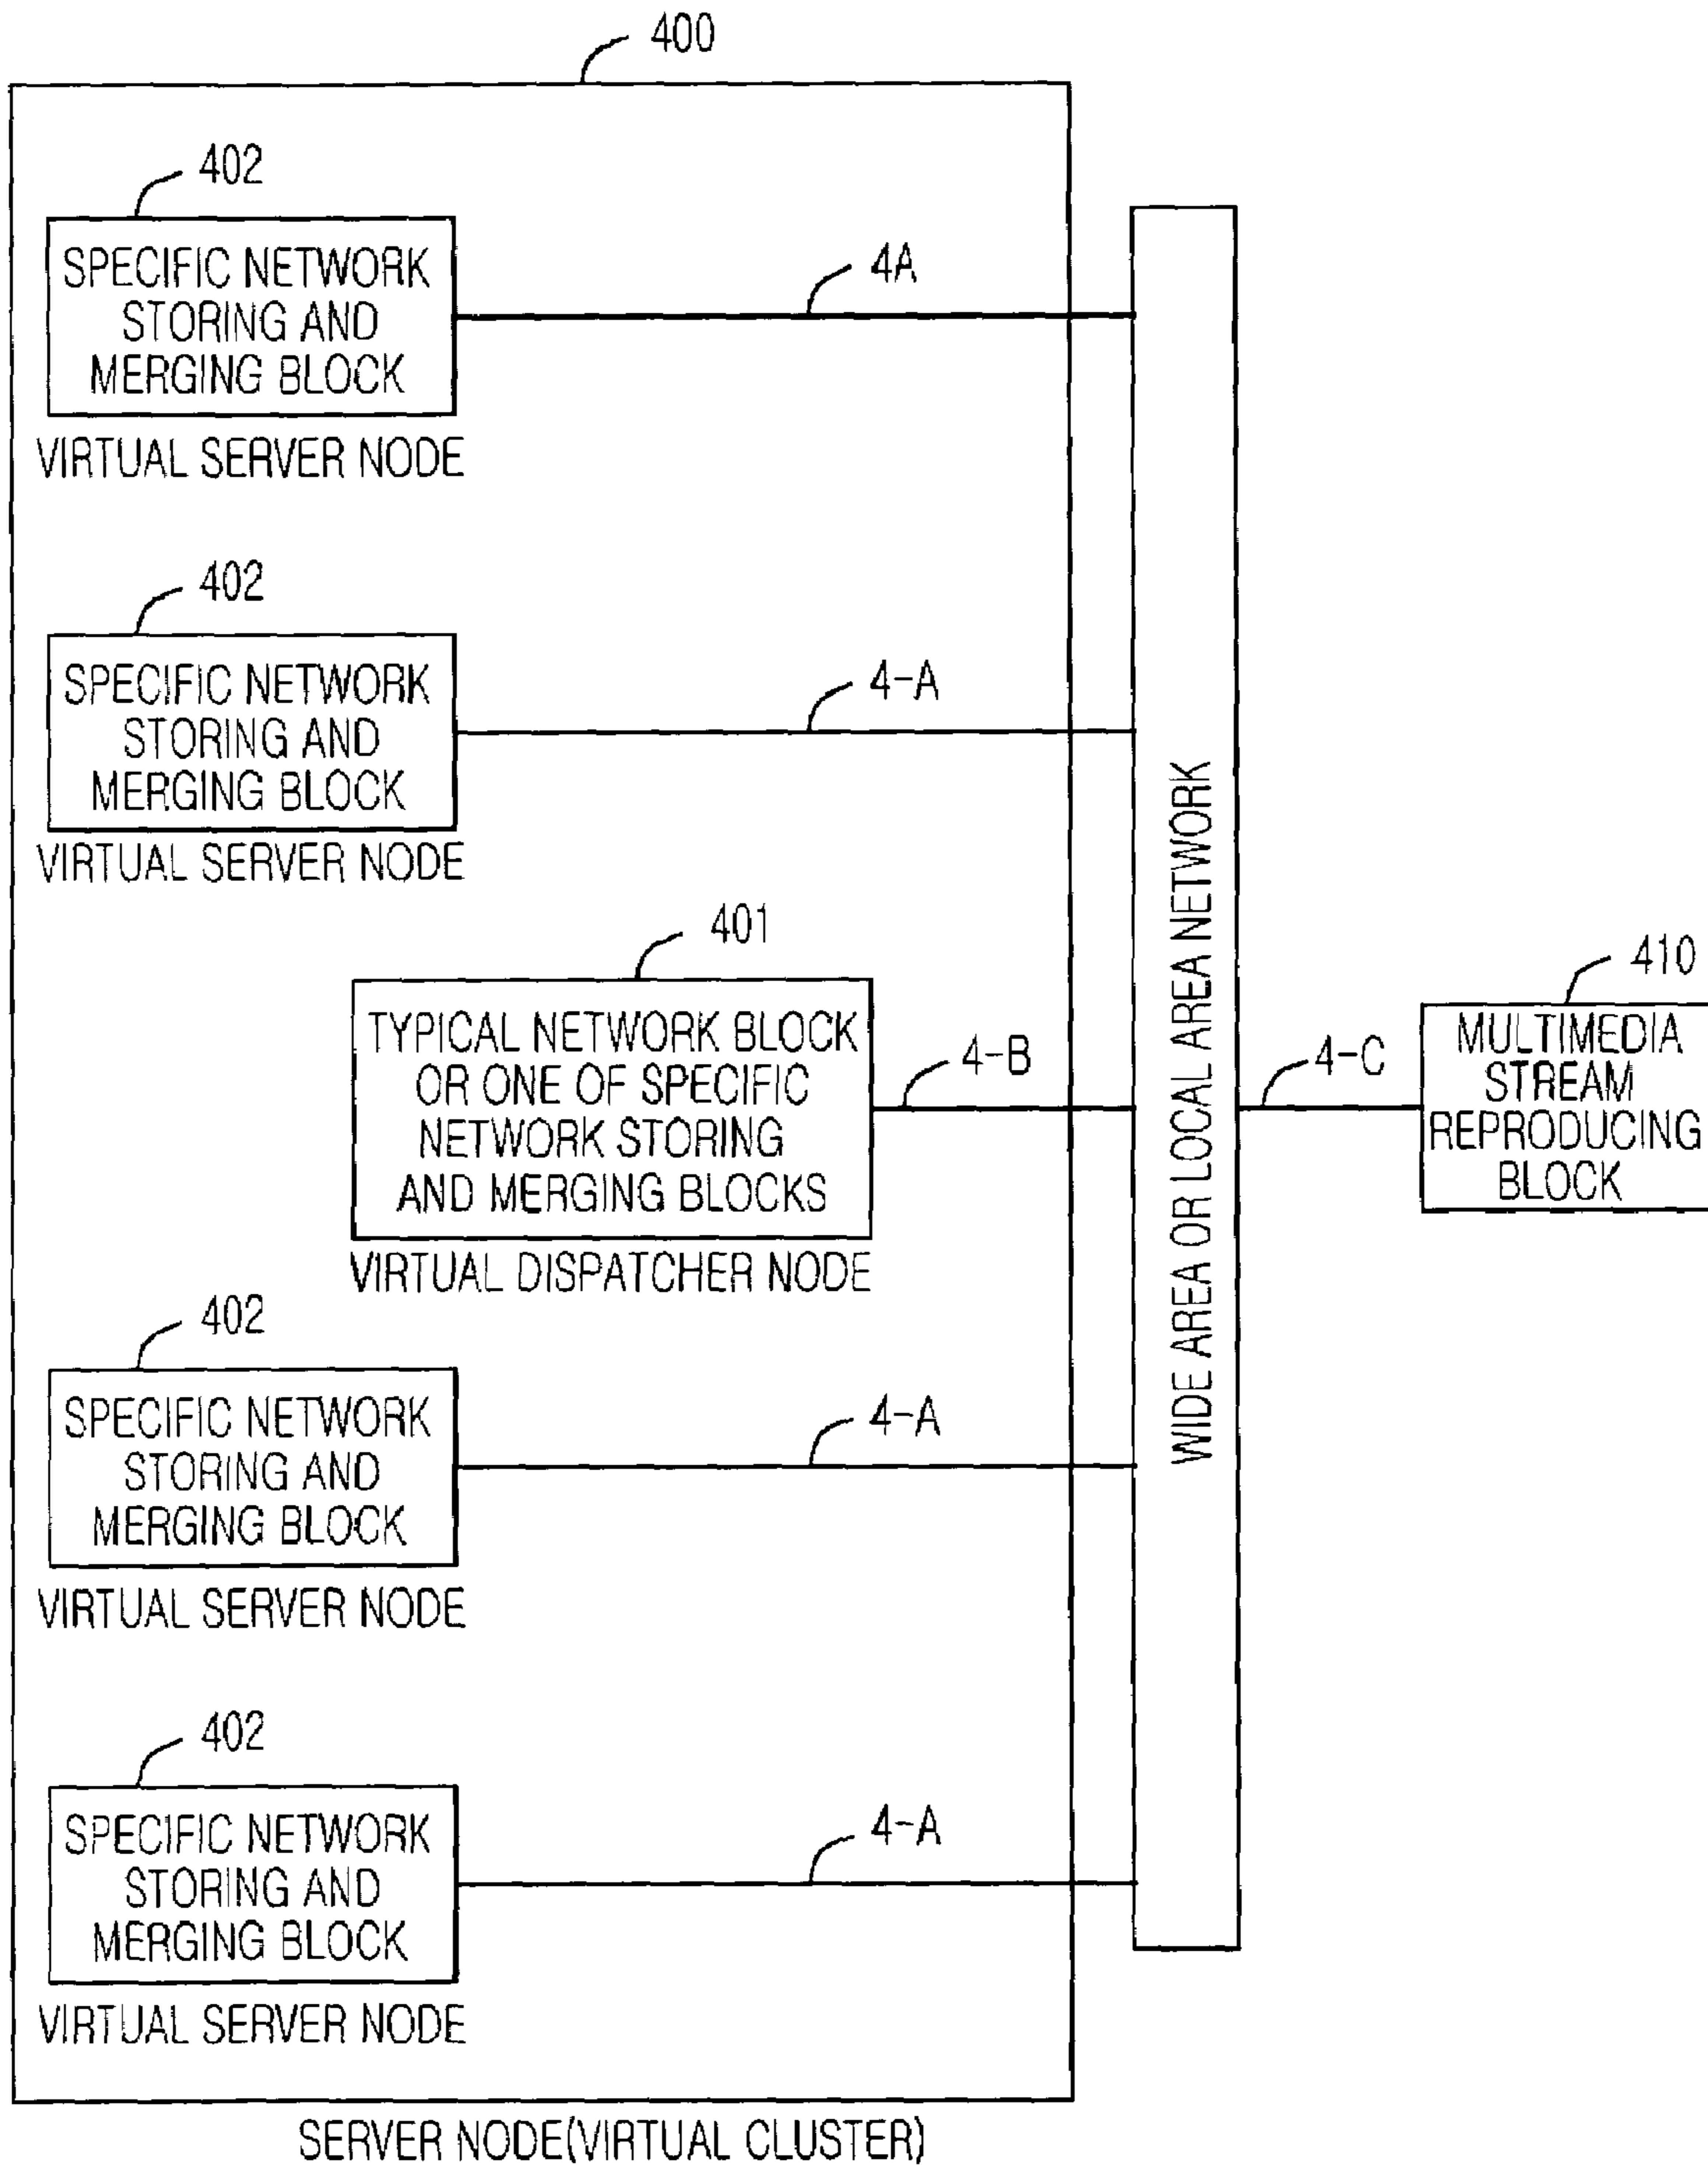 400
402
SPECIFIC NETWORK
STORING AND
MERGING BLOCK
VIRTUAL SERVER NODE
4A
402
SPECIFIC NETWORK
STORING AND
MERGING BLOCK
VIRTUAL SERVER NODE
4-A
401
TYPICAL NETWORK BLOCK
OR ONE OF SPECIFIC
NETWORK STORING
AND MERGING BLOCKS
VIRTUAL DISPATCHER NODE
4-B
WIDE AREA OR LOCAL AREA NETWORK
4-C
410
MULTIMEDIA
STREAM
REPRODUCING
BLOCK
402
SPECIFIC NETWORK
STORING AND
MERGING BLOCK
VIRTUAL SERVER NODE
4-A
402
SPECIFIC NETWORK
STORING AND
MERGING BLOCK
VIRTUAL SERVER NODE
4-A
SERVER NODE(VIRTUAL CLUSTER)